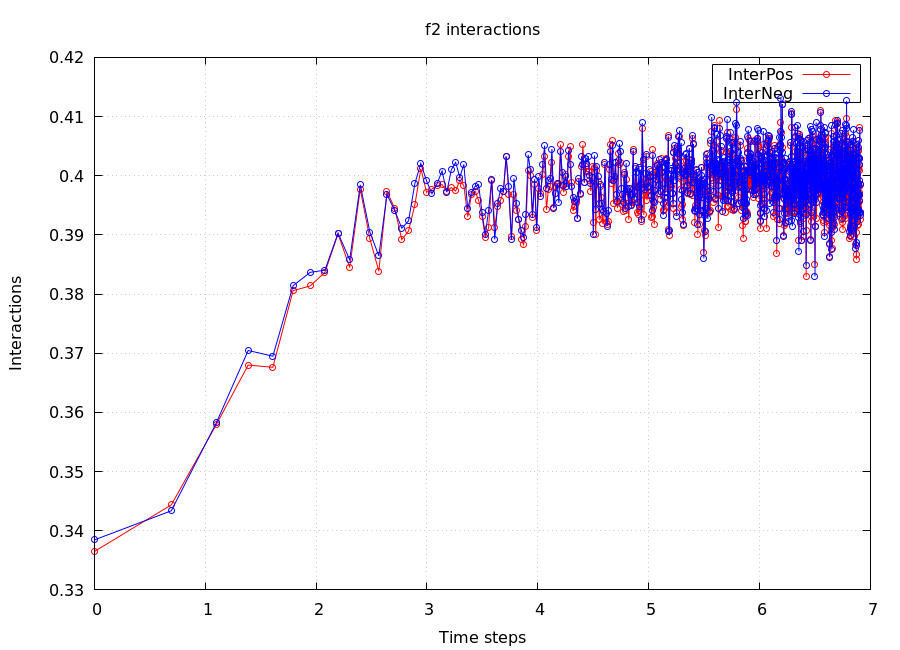 f2 interactions
InterPos
InterNeg
0.42
0.41
0.4
0.39
0.38
0.37
0.36
0.35
0.34
0.33
Interactions
0 1 2 3 4 5 6 7
Time steps